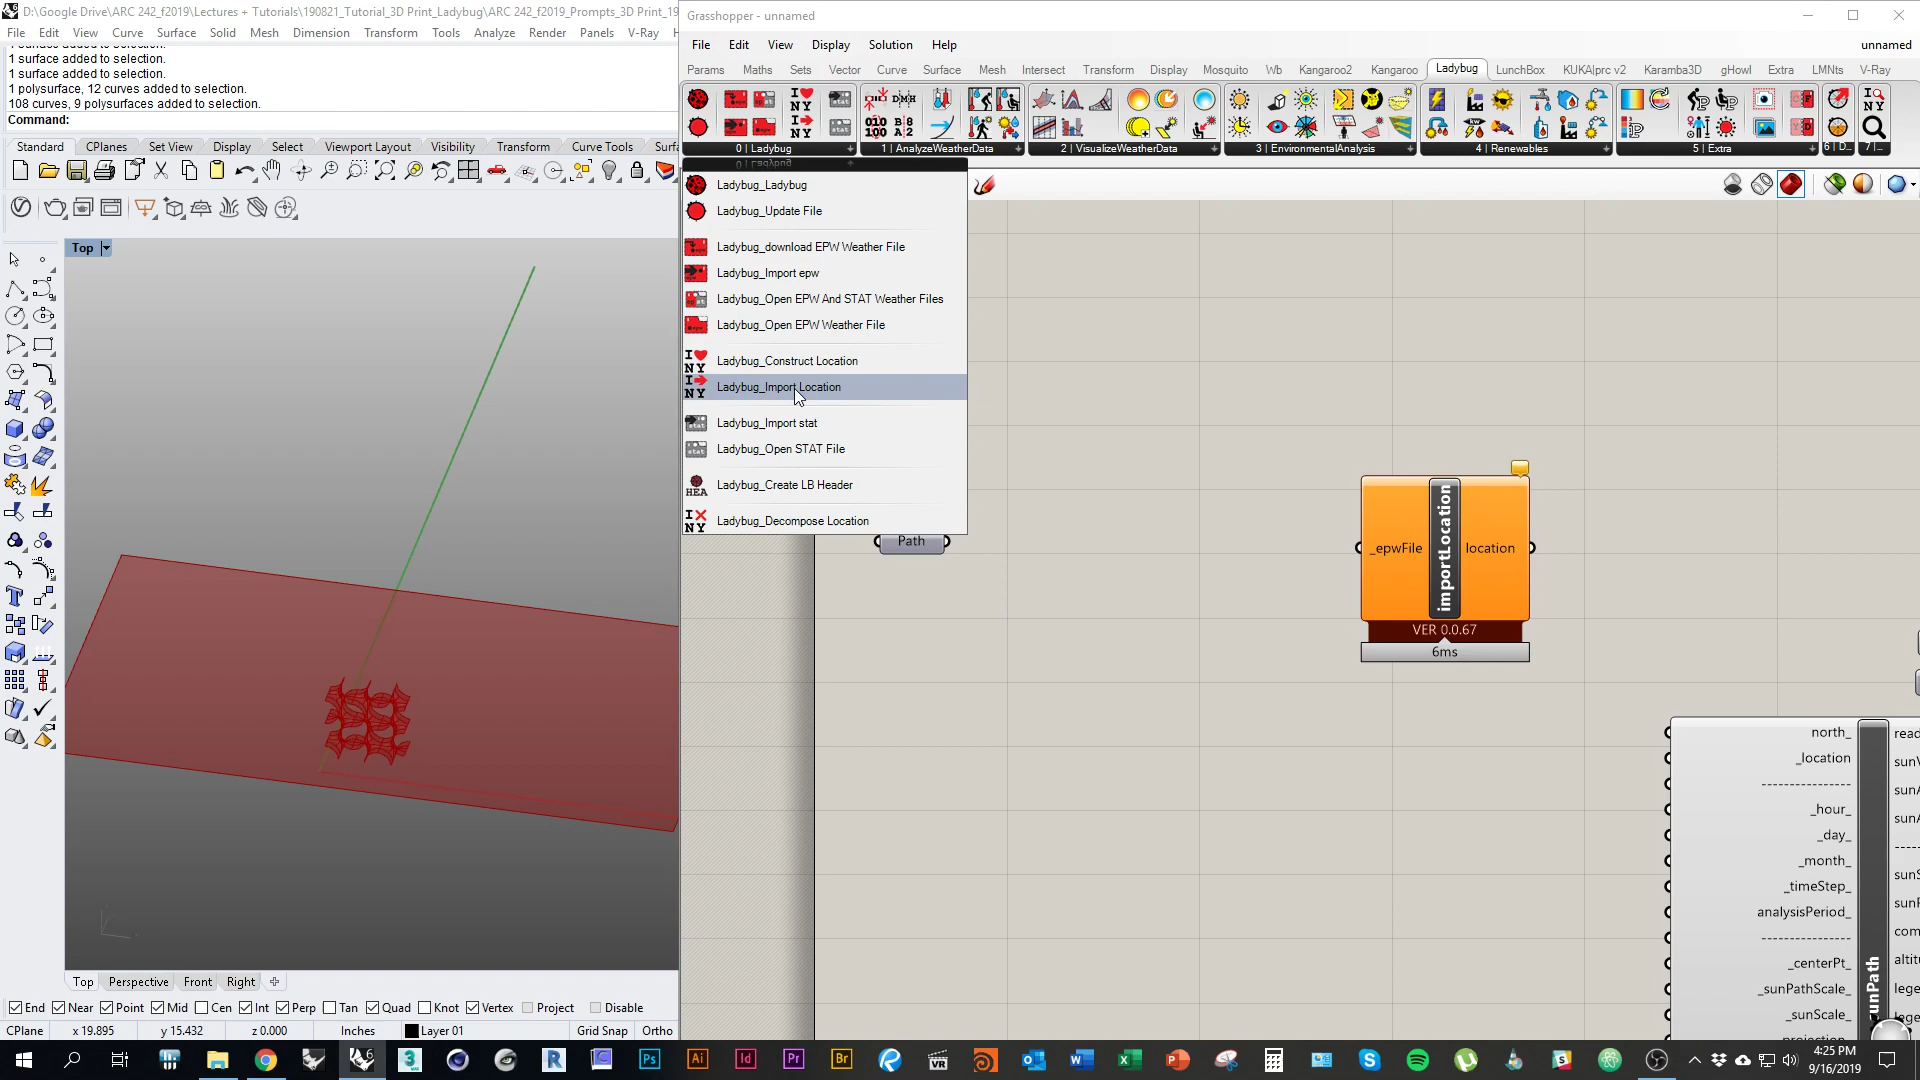 D:\Google Drive\ARC 242_f2019\Lectures + Tutorials\190821_Tutorial_3D Print_Ladybug\ARC 242_f2019_Prompts_3D Print_19
File Edit View Curve Surface Solid Mesh Dimension Transform Tools Analyze Render Panels V-Ray
1 surface added to selection.
1 surface added to selection.
1 polysurface, 12 curves added to selection.
108 curves, 9 polysurfaces added to selection.
Command:
Standard CPlanes Set View Display Select Viewport Layout Visibility Transform Curve Tools Surf
Top
Top Perspective Front Right
End Near Point Mid Cen Int Perp Tan Quad Knot Vertex Project Disable
CPlane x 19.895 y 15.432 z 0.000 Inches Layer 01 Grid Snap Ortho
Grasshopper - unnamed
File Edit View Display Solution Help unnamed
Params Maths Sets Vector Curve Surface Mesh Intersect Transform Display Mosquito Wb Kangaroo2 Kangaroo Ladybug LunchBox KUKA|prc v2 Karamba3D gHowl Extra LMNts V-Ray
0 | Ladybug 1 | AnalyzeWeatherData 2 | VisualizeWeatherData 3 | EnvironmentalAnalysis 4 | Renewables 5 | Extra 6 | D... 7 |...
Ladybug_Ladybug
Ladybug_Update File
Ladybug_download EPW Weather File
Ladybug_Import epw
Ladybug_Open EPW And STAT Weather Files
Ladybug_Open EPW Weather File
Ladybug_Construct Location
Ladybug_Import Location
Ladybug_Import stat
Ladybug_Open STAT File
Ladybug_Create LB Header
Ladybug_Decompose Location
Path
_epwFile importLocation location
VER 0.0.67
6ms
north_
_location
----------------
_hour_
_day_
_month_
_timeStep_
analysisPeriod_
----------------
_centerPt_
_sunPathScale_
_sunScale_
4:25 PM
9/16/2019